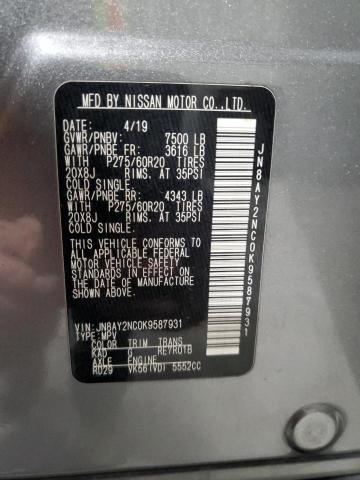 MFD BY NISSAN MOTOR CO.,LTD.
DATE: 4/19
GVWR/PNBV: 7500 LB
GAWR/PNBE FR: 3616 LB
WITH P275/60R20 TIRES
20X8J RIMS. AT 35PSI
COLD SINGLE.
GAWR/PNBE RR: 4343 LB
WITH P275/60R20 TIRES
20X8J RIMS. AT 35PSI
COLD SINGLE.
THIS VEHICLE CONFORMS TO
ALL APPLICABLE FEDERAL
MOTOR VEHICLE SAFETY
STANDARDS IN EFFECT ON
THE DATE OF MANUFACTURE
SHOWN ABOVE.
VIN: JN8AY2NC0K9587931
TYPE: MPV
COLOR TRIM TRANS
KAD G RE7R01B
AXLE ENGINE
RD29 VK56(VD) 5552CC
JN8AY2NC0K9587931